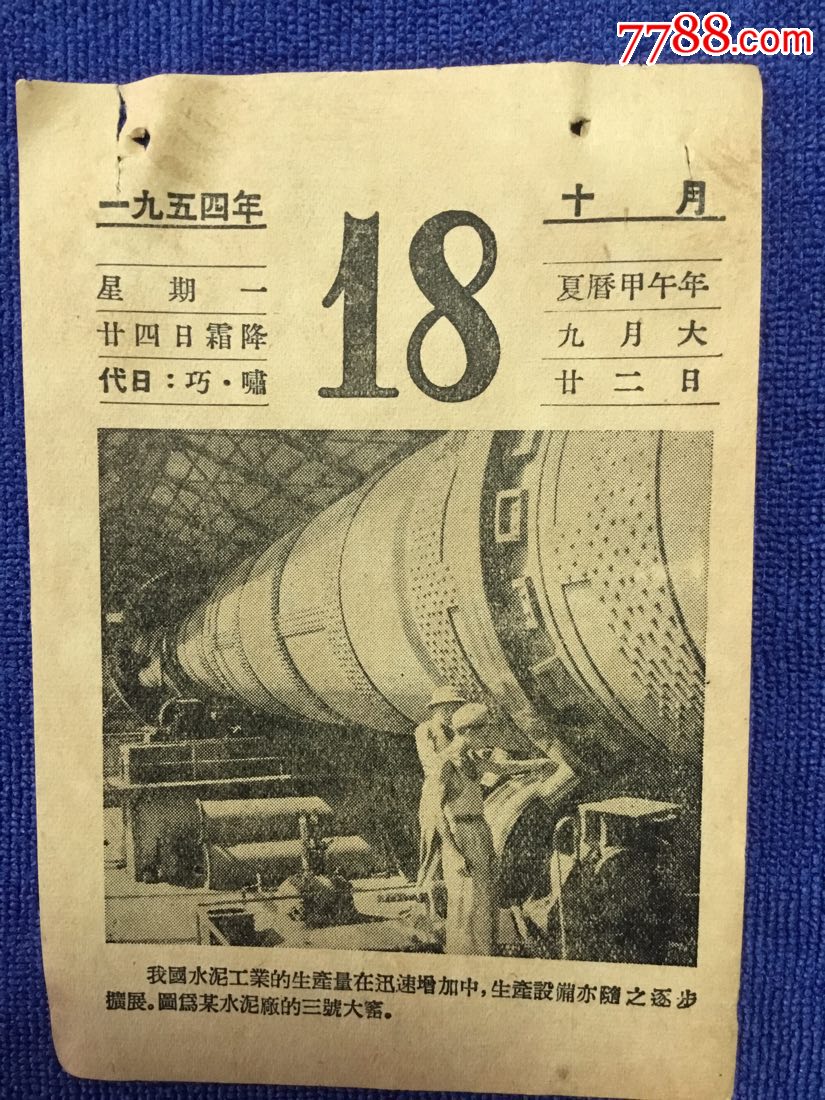 7788.com
一九五四年
十月
18
星期一
夏曆甲午年
廿四日霜降
九月大
代日：巧·嘯
廿二日
我國水泥工業的生產量在迅速增加中，生產設備亦隨之逐步
擴展。圖爲某水泥廠的三號大窰。